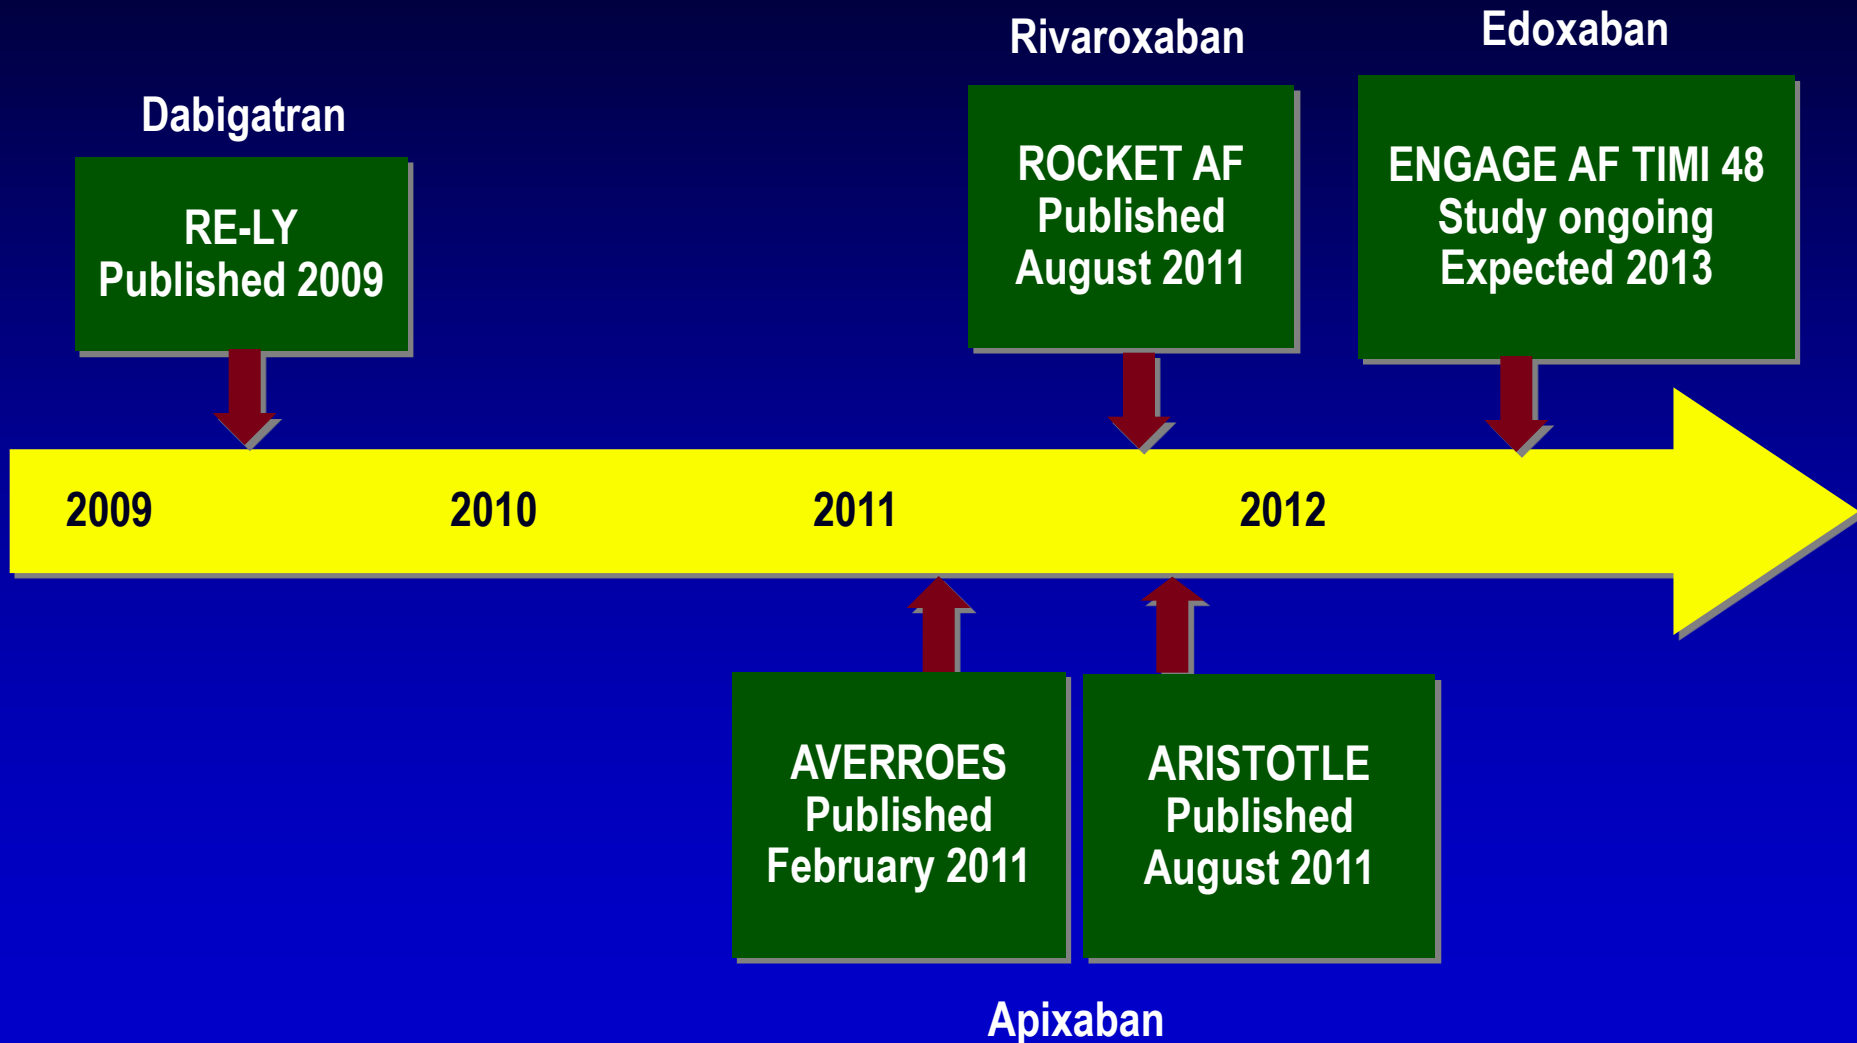 Dabigatran
RE-LY
Published 2009
Rivaroxaban
ROCKET AF
Published
August 2011
Edoxaban
ENGAGE AF TIMI 48
Study ongoing
Expected 2013
2009
2010
2011
2012
AVERROES
Published
February 2011
ARISTOTLE
Published
August 2011
Apixaban